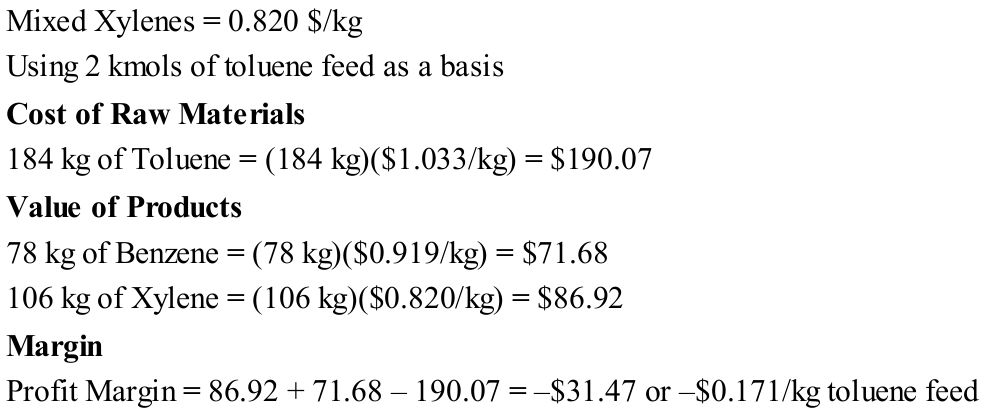 Mixed Xylenes = 0.820 $/kg
Using 2 kmols of toluene feed as a basis
Cost of Raw Materials
184 kg of Toluene = (184 kg)($1.033/kg) = $190.07
Value of Products
78 kg of Benzene = (78 kg)($0.919/kg) = $71.68
106 kg of Xylene = (106 kg)($0.820/kg) = $86.92
Margin
Profit Margin = 86.92 + 71.68 – 190.07 = –$31.47 or –$0.171/kg toluene feed